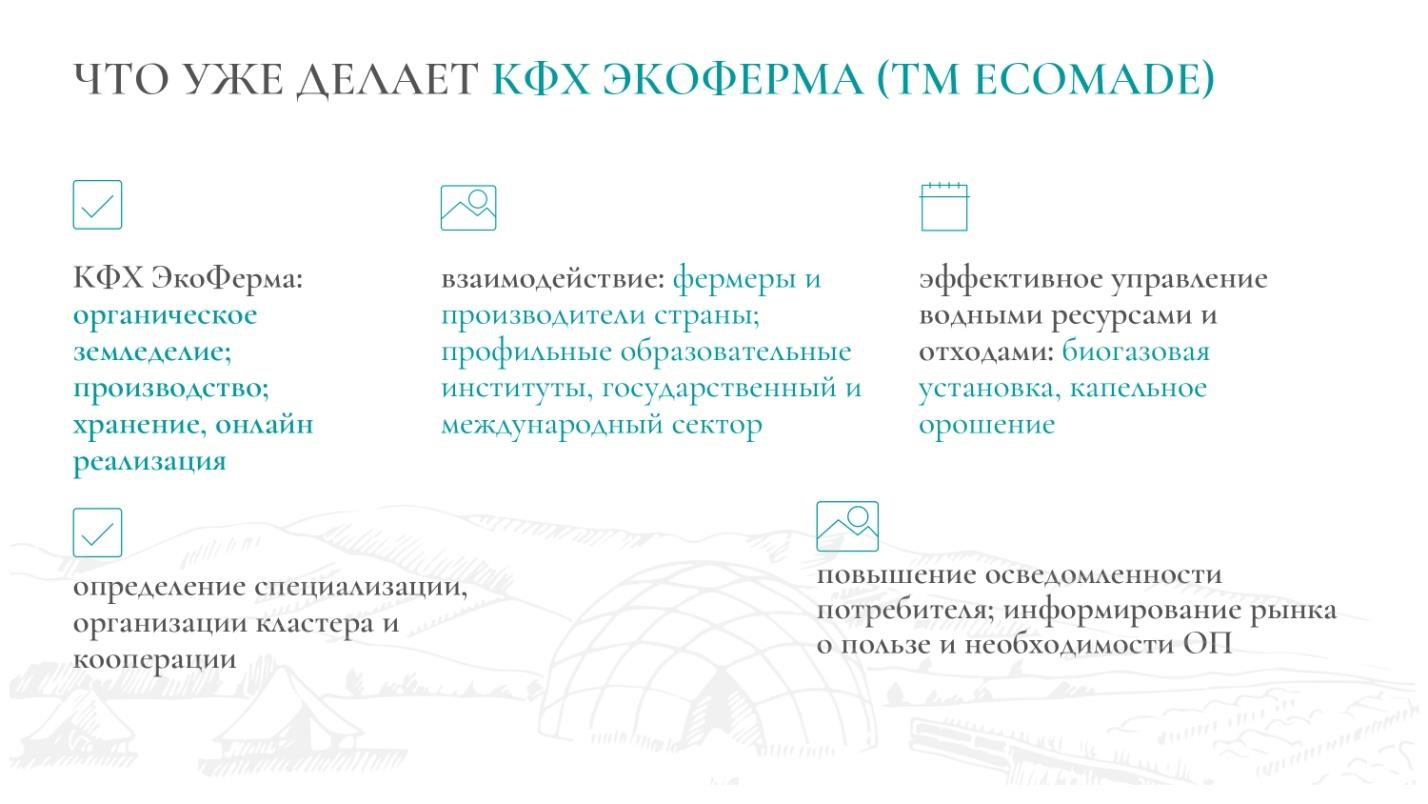 ЧТО УЖЕ ДЕЛАЕТ КФХ ЭКОФЕРМА (ТМ ECOMADE)
КФХ ЭкоФерма:
органическое
земледелие;
производство;
хранение, онлайн
реализация
взаимодействие: фермеры и
производители страны;
профильные образовательные
институты, государственный и
международный сектор
эффективное управление
водными ресурсами и
отходами: биогазовая
установка, капельное
орошение
определение специализации,
организации кластера и
кооперации
повышение осведомленности
потребителя; информирование рынка
о пользе и необходимости ОП